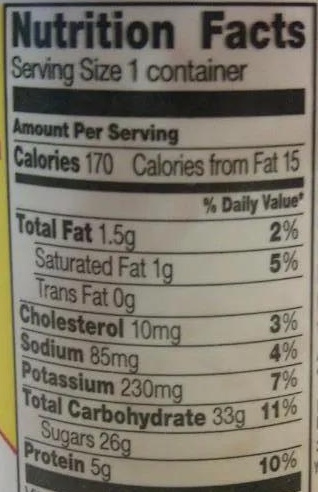 Nutrition Facts
Serving Size 1 container
Amount Per Serving
Calories 170 Calories from Fat 15
% Daily Value*
Total Fat 1.5g 2%
Saturated Fat 1g 5%
Trans Fat 0g
Cholesterol 10mg 3%
Sodium 85mg 4%
Potassium 230mg 7%
Total Carbohydrate 33g 11%
Sugars 26g
Protein 5g 10%